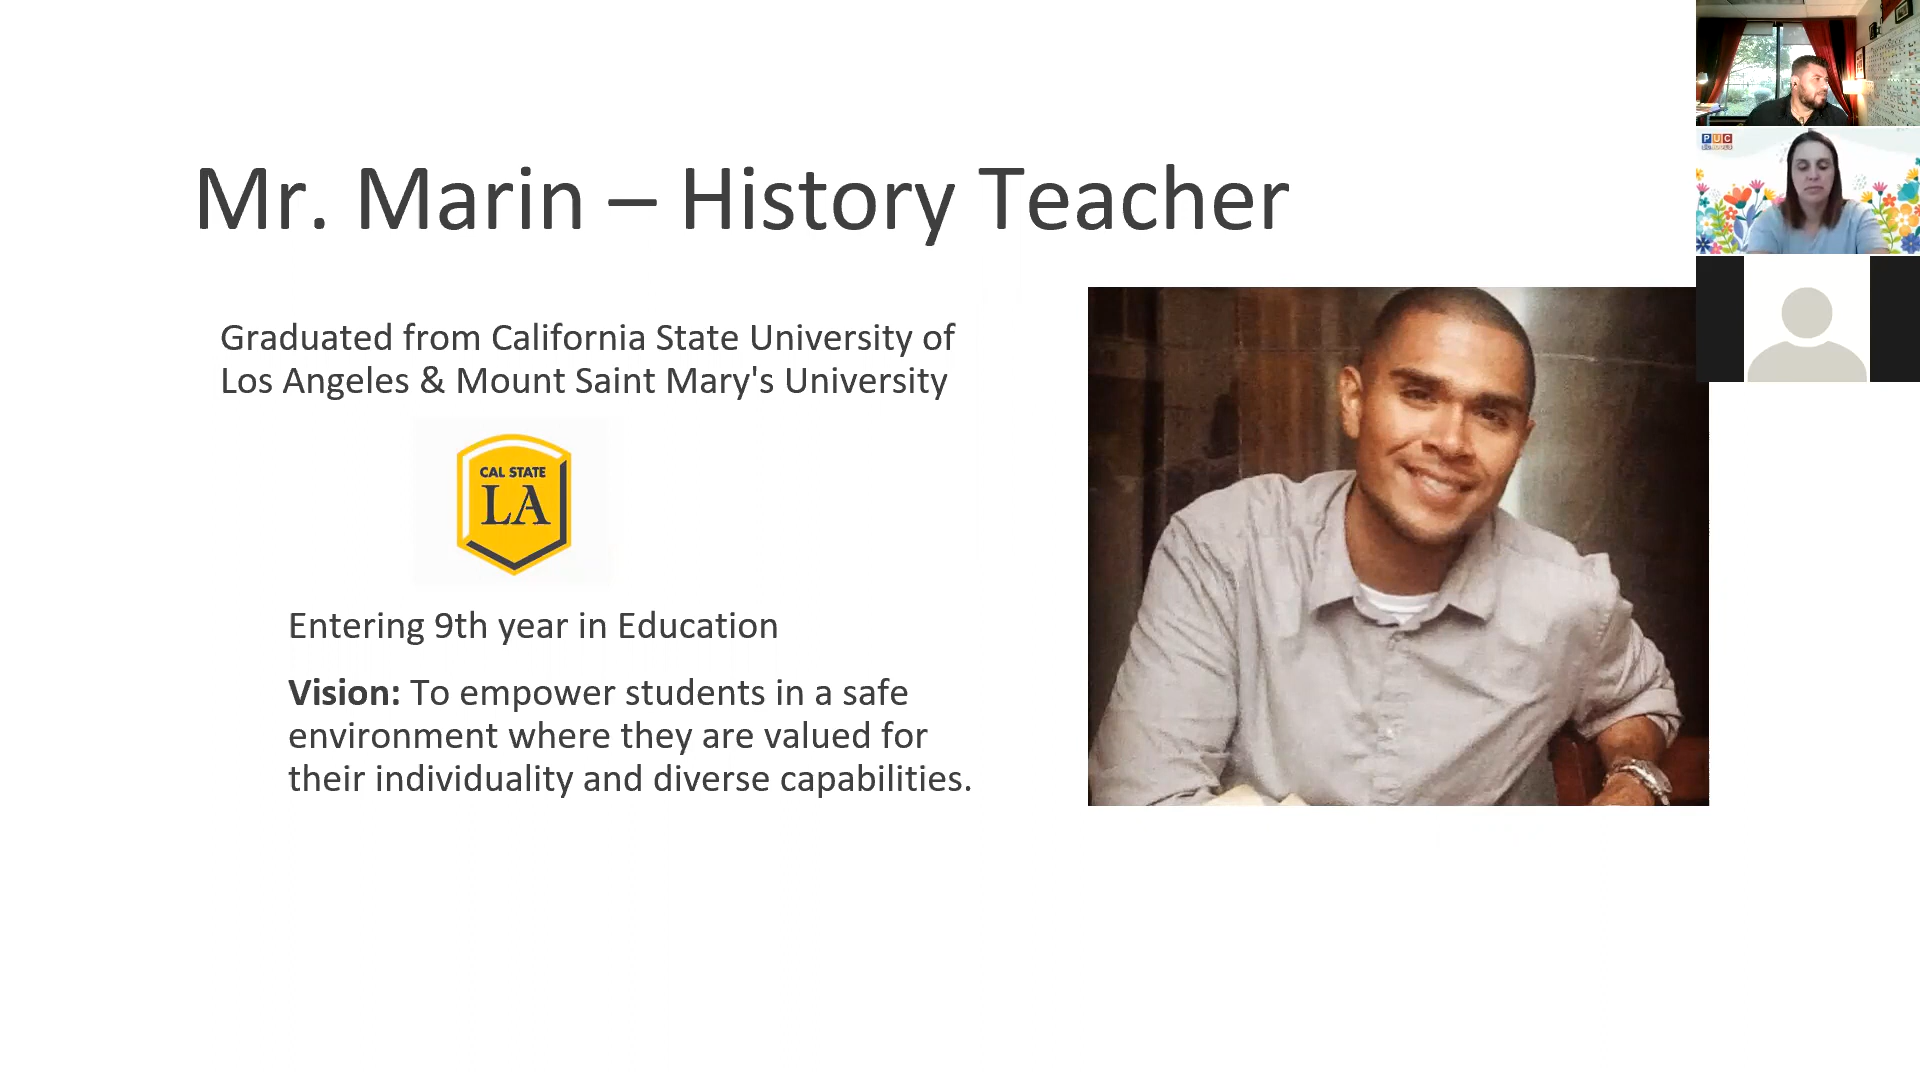 Mr. Marin – History Teacher
Graduated from California State University of
Los Angeles & Mount Saint Mary's University
CAL STATE
LA
Entering 9th year in Education
Vision: To empower students in a safe
environment where they are valued for
their individuality and diverse capabilities.
PUC